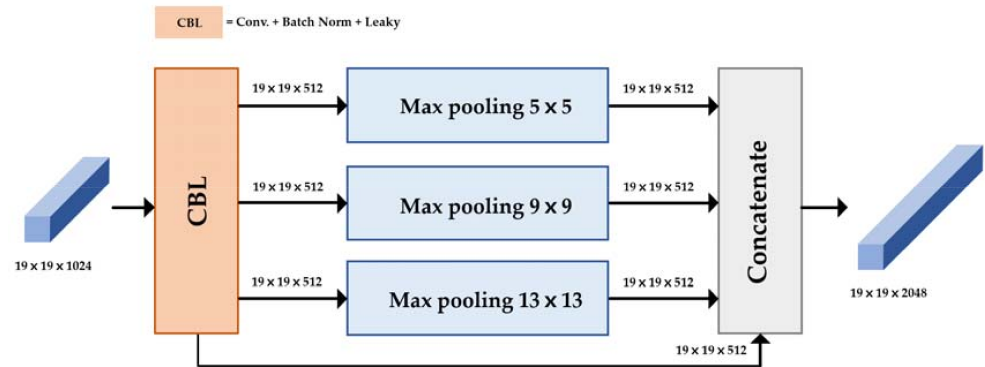 CBL = Conv. + Batch Norm + Leaky
19 x 19 x 512
Max pooling 5 x 5
19 x 19 x 512
19 x 19 x 1024
CBL
19 x 19 x 512
Max pooling 9 x 9
19 x 19 x 512
Concatenate
19 x 19 x 2048
19 x 19 x 512
Max pooling 13 x 13
19 x 19 x 512
19 x 19 x 512